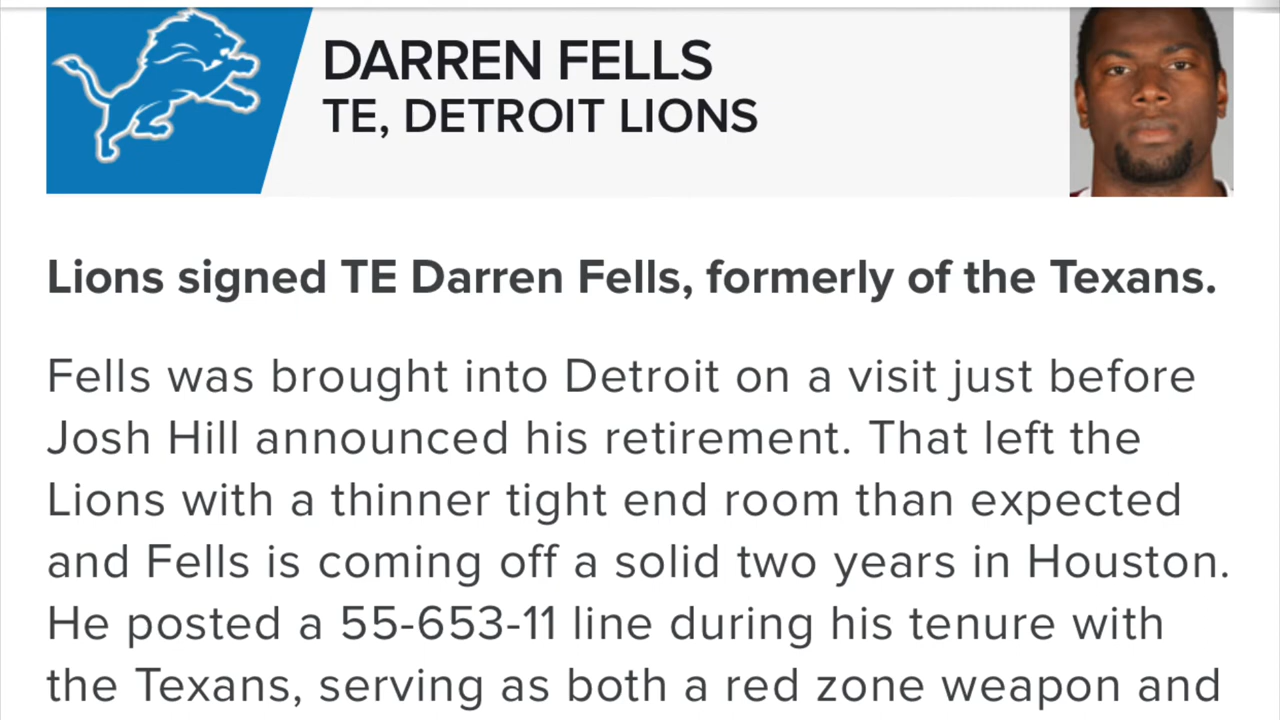 DARREN FELLS
TE, DETROIT LIONS
Lions signed TE Darren Fells, formerly of the Texans.
Fells was brought into Detroit on a visit just before
Josh Hill announced his retirement. That left the
Lions with a thinner tight end room than expected
and Fells is coming off a solid two years in Houston.
He posted a 55-653-11 line during his tenure with
the Texans, serving as both a red zone weapon and